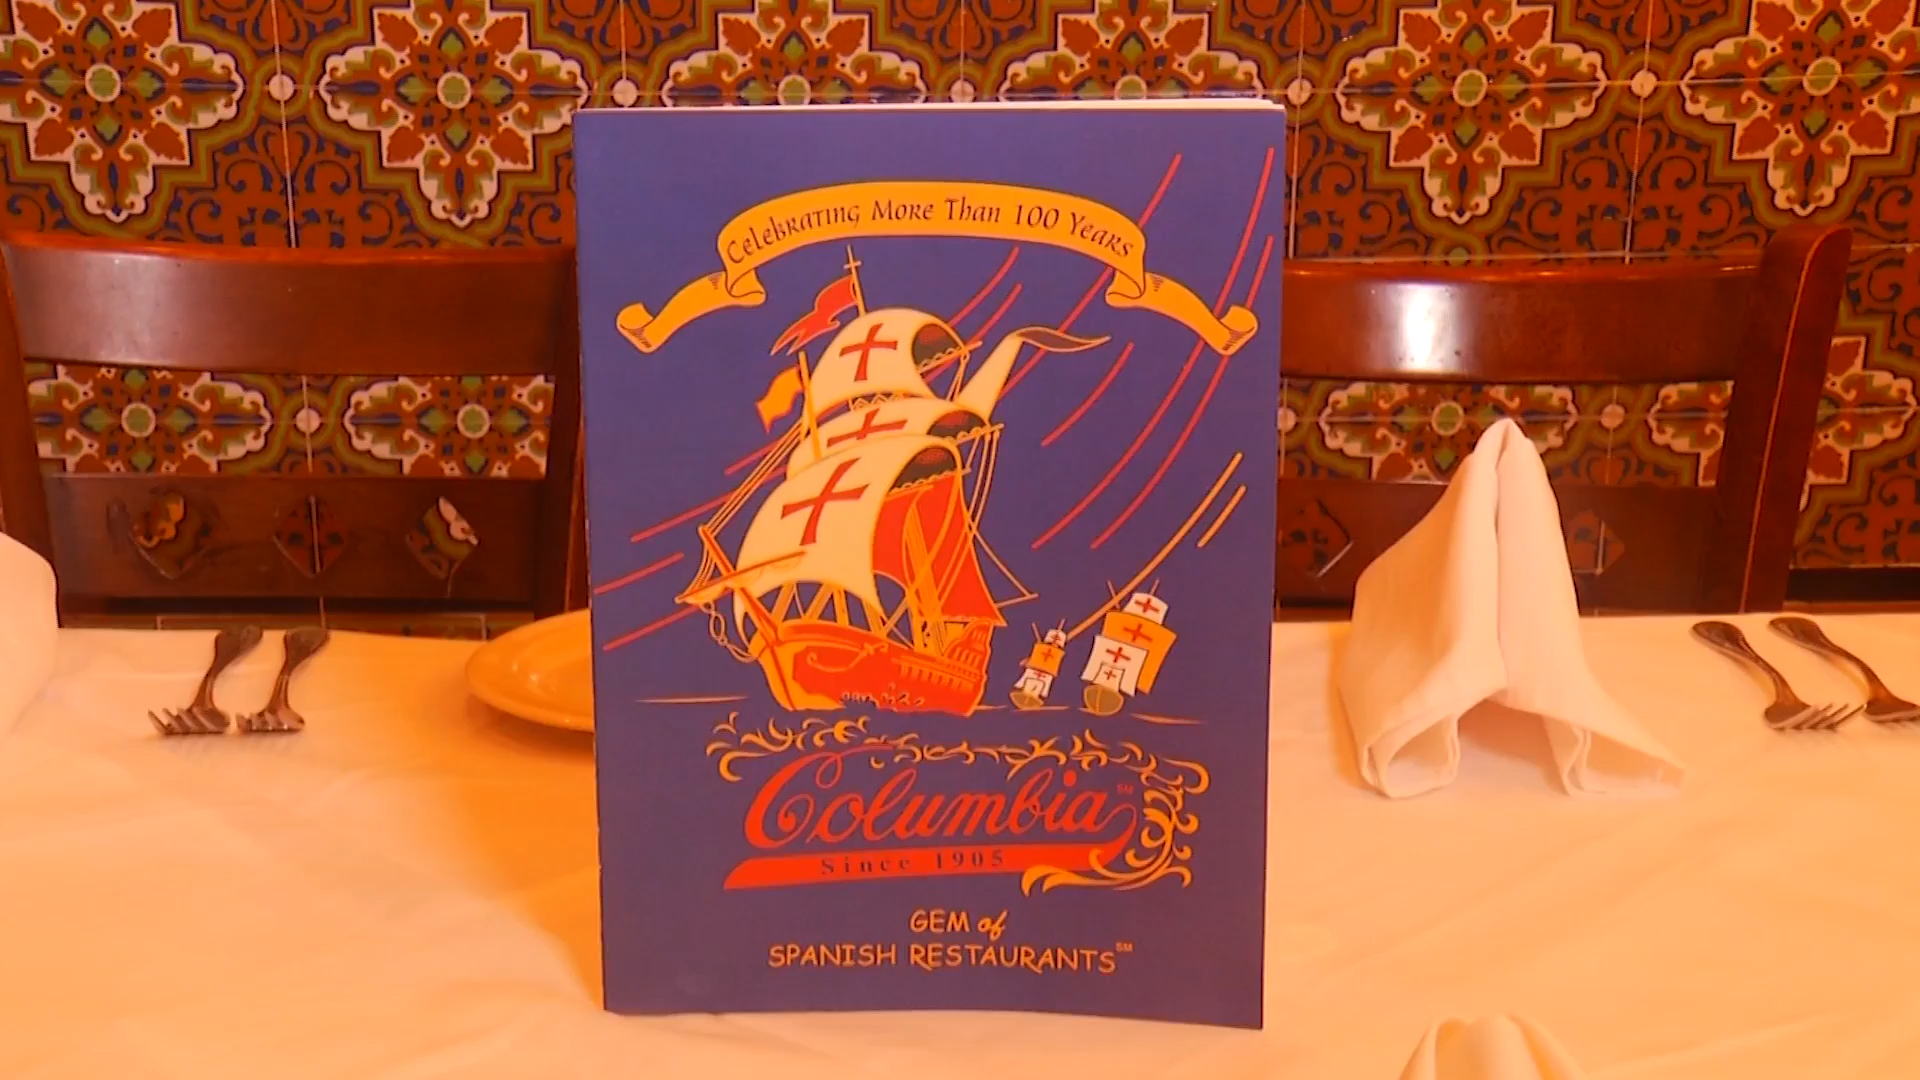 Celebrating More Than 100 Years
Columbia SM
Since 1905
GEM of
SPANISH RESTAURANTS SM